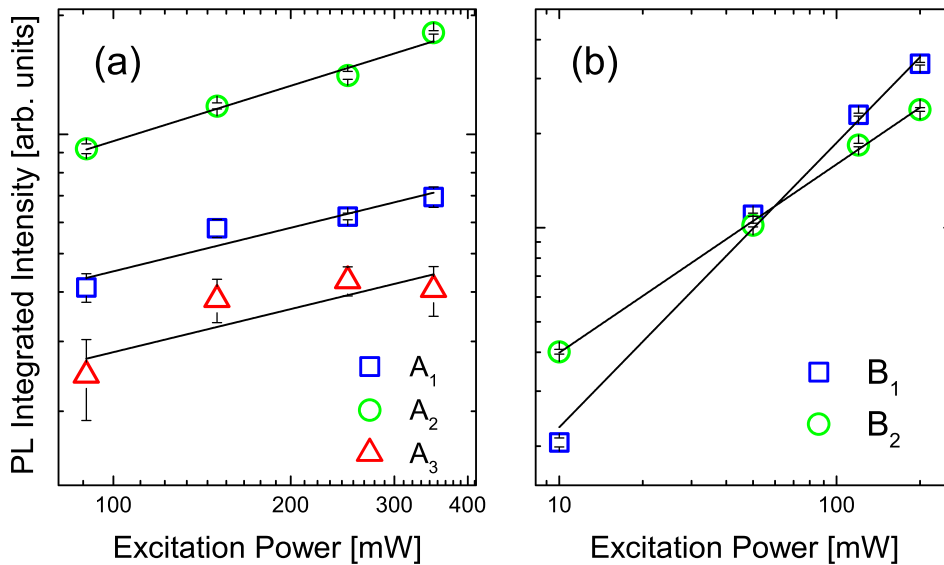 PL Integrated Intensity [arb. units]
(a)
A₁
A₂
A₃
100 200 300 400
Excitation Power [mW]
(b)
B₁
B₂
10 100
Excitation Power [mW]